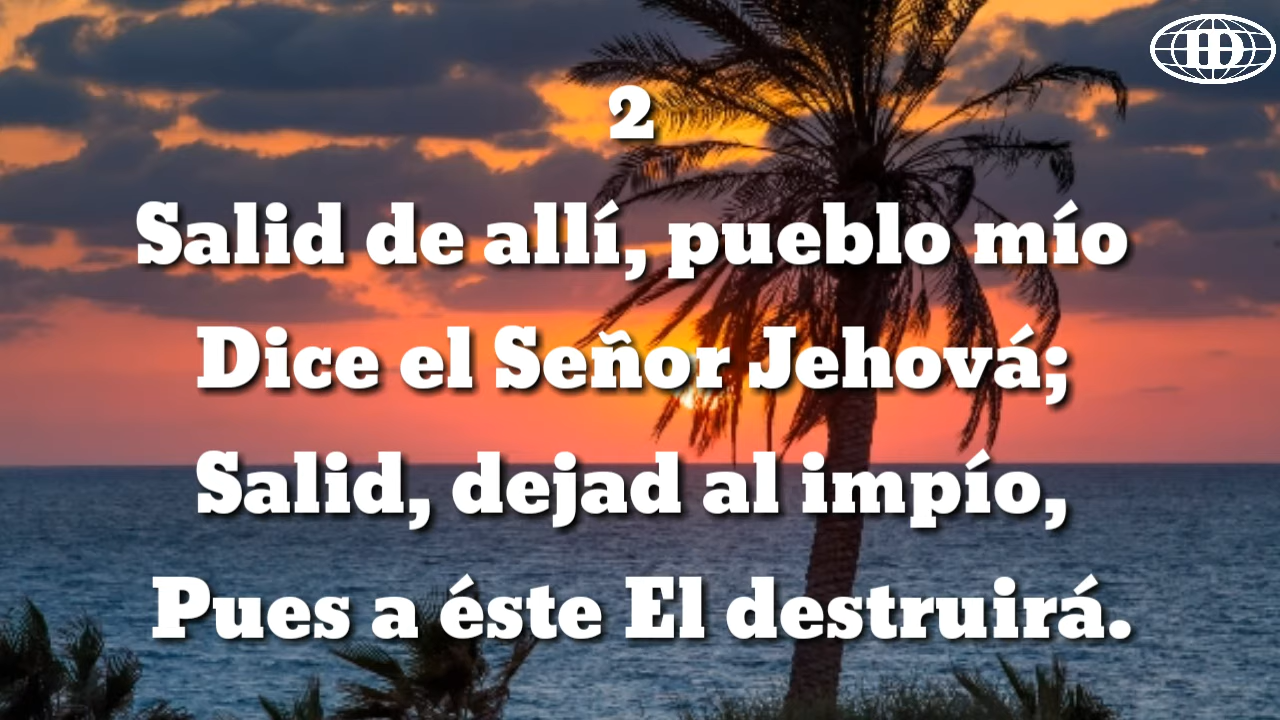 2
Salid de allí, pueblo mío
Dice el Señor Jehová;
Salid, dejad al impío,
Pues a éste El destruirá.